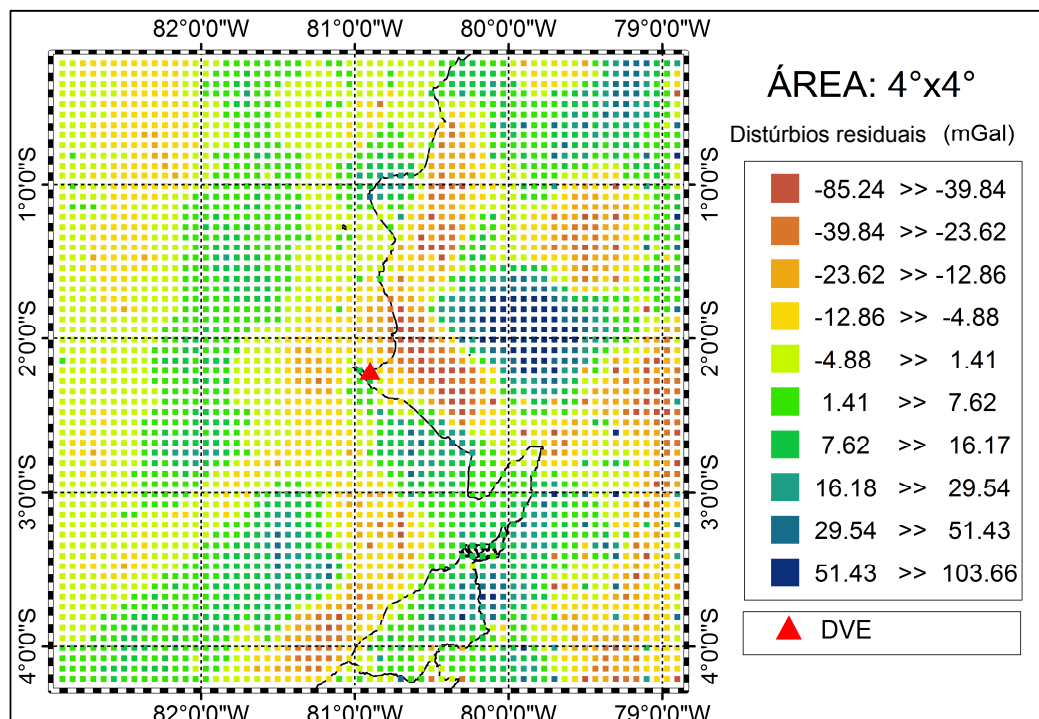 82°0'0"W 81°0'0"W 80°0'0"W 79°0'0"W
1°0'0"S
2°0'0"S
3°0'0"S
4°0'0"S
1°0'0"S
2°0'0"S
3°0'0"S
4°0'0"S
82°0'0"W 81°0'0"W 80°0'0"W 79°0'0"W
ÁREA: 4°x4°
Distúrbios residuais (mGal)
-85.24 >> -39.84
-39.84 >> -23.62
-23.62 >> -12.86
-12.86 >> -4.88
-4.88 >> 1.41
1.41 >> 7.62
7.62 >> 16.17
16.18 >> 29.54
29.54 >> 51.43
51.43 >> 103.66
DVE